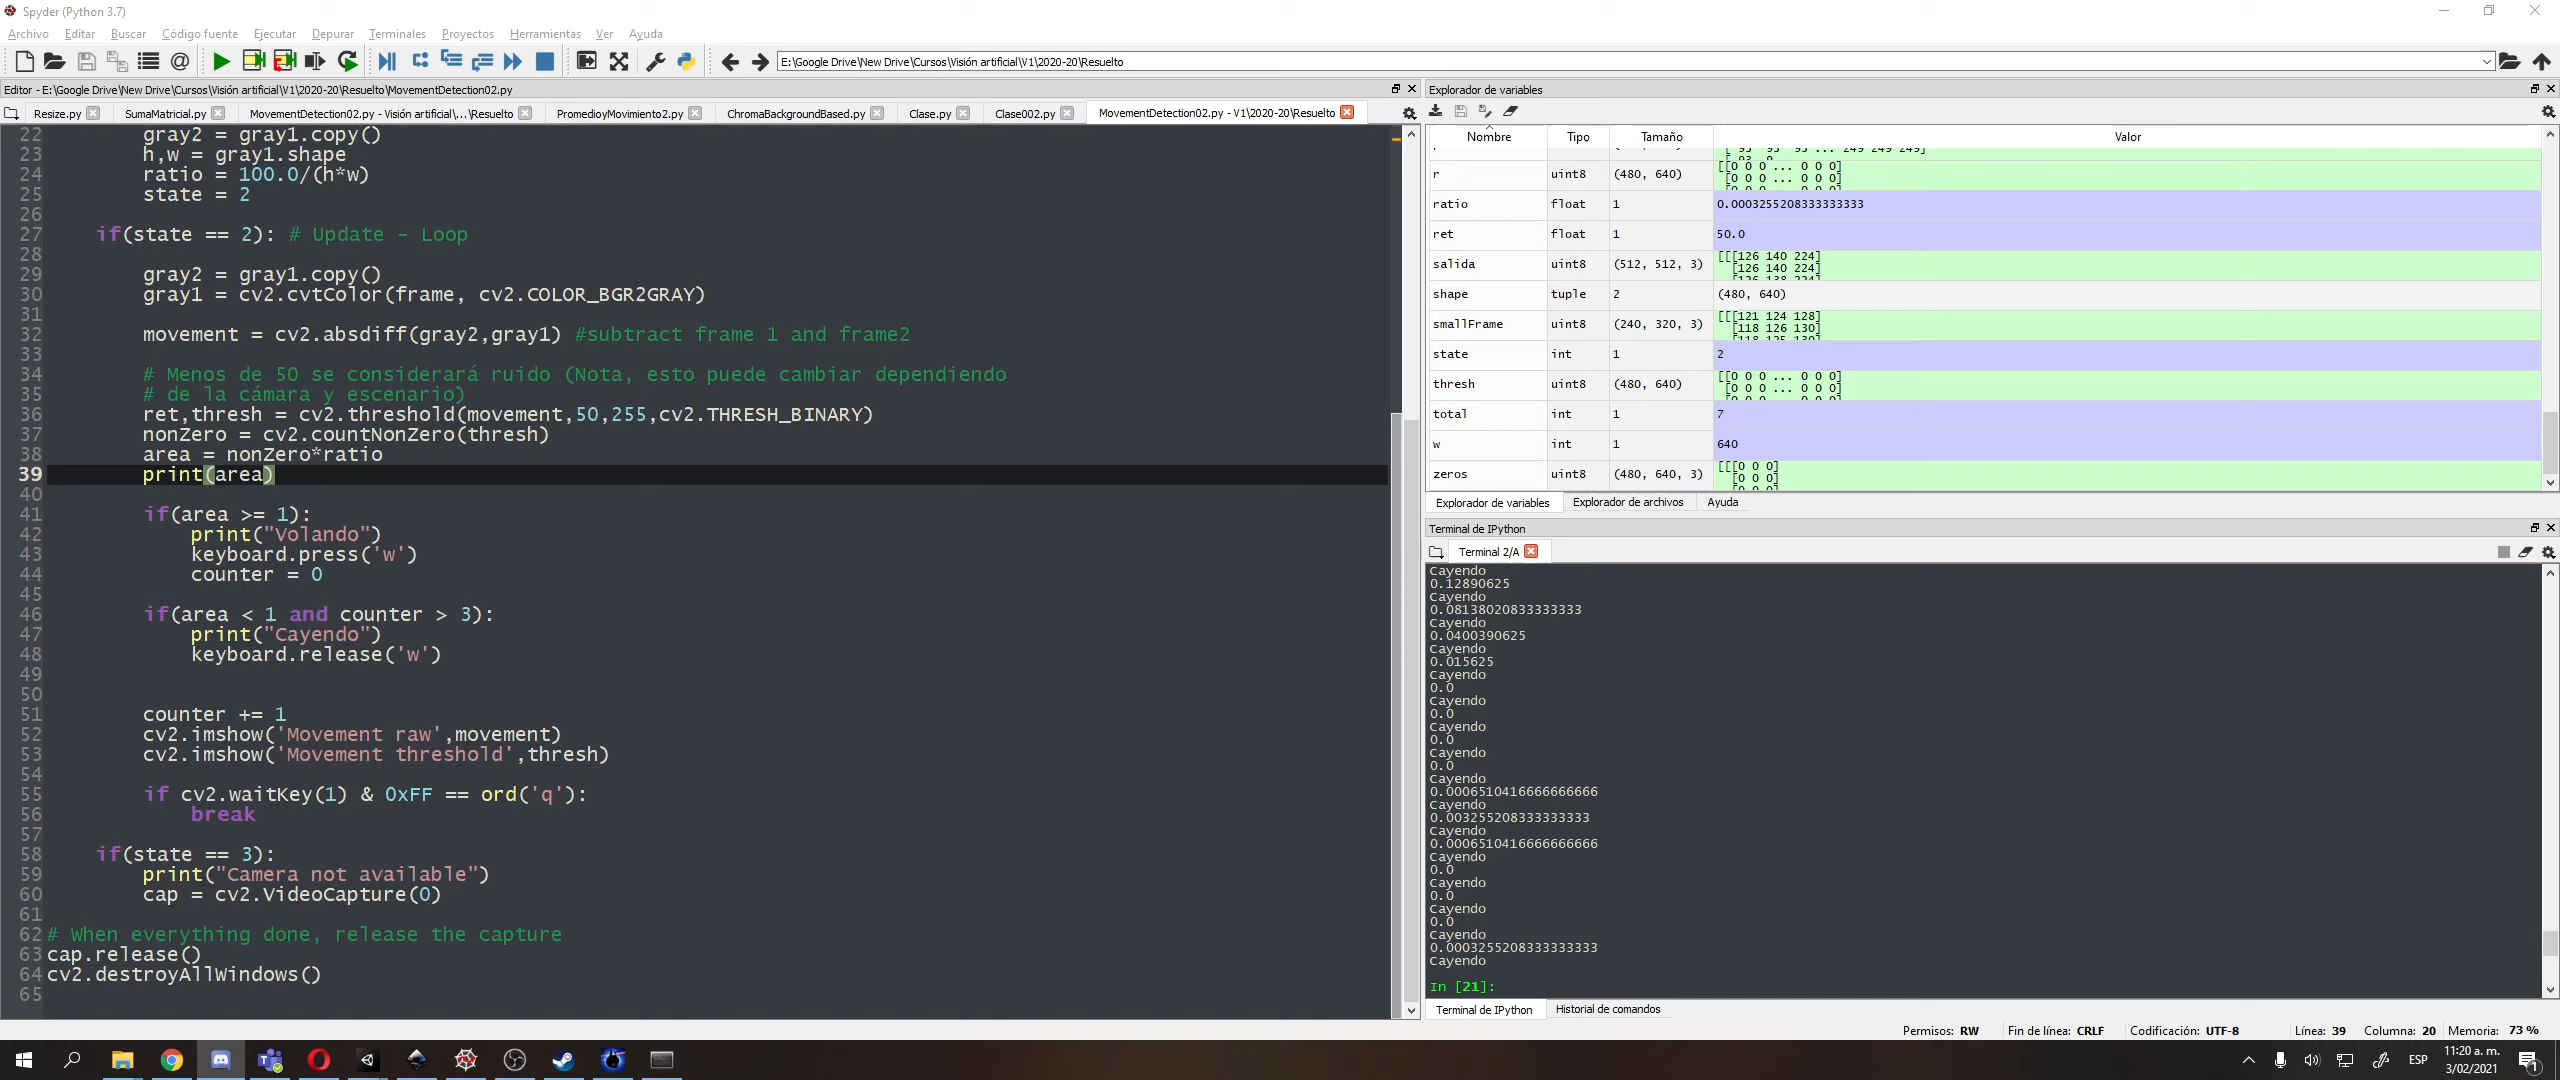 Spyder (Python 3.7)
Archivo Editar Buscar Código fuente Ejecutar Depurar Terminales Proyectos Herramientas Ver Ayuda
E:\Google Drive\New Drive\Cursos\Visión artificial\V1\2020-20\Resuelto
Editor - E:\Google Drive\New Drive\Cursos\Visión artificial\V1\2020-20\Resuelto\MovementDetection02.py
Resize.py SumaMatricial.py MovementDetection02.py - Visión artificial\...\Resuelto PromedioyMovimiento2.py ChromaBackgroundBased.py Clase.py Clase002.py MovementDetection02.py - V1\2020-20\Resuelto
22 gray2 = gray1.copy()
23 h,w = gray1.shape
24 ratio = 100.0/(h*w)
25 state = 2
26
27 if(state == 2): # Update - Loop
28
29 gray2 = gray1.copy()
30 gray1 = cv2.cvtColor(frame, cv2.COLOR_BGR2GRAY)
31
32 movement = cv2.absdiff(gray2,gray1) #subtract frame 1 and frame2
33
34 # Menos de 50 se considerará ruido (Nota, esto puede cambiar dependiendo
35 # de la cámara y escenario)
36 ret,thresh = cv2.threshold(movement,50,255,cv2.THRESH_BINARY)
37 nonZero = cv2.countNonZero(thresh)
38 area = nonZero*ratio
39 print(area)
40
41 if(area >= 1):
42 print("Volando")
43 keyboard.press('w')
44 counter = 0
45
46 if(area < 1 and counter > 3):
47 print("Cayendo")
48 keyboard.release('w')
49
50
51 counter += 1
52 cv2.imshow('Movement raw',movement)
53 cv2.imshow('Movement threshold',thresh)
54
55 if cv2.waitKey(1) & 0xFF == ord('q'):
56 break
57
58 if(state == 3):
59 print("Camera not available")
60 cap = cv2.VideoCapture(0)
61
62 # When everything done, release the capture
63 cap.release()
64 cv2.destroyAllWindows()
65
Explorador de variables
Nombre Tipo Tamaño Valor
[ 93 93 93 ... 249 249 249]
r uint8 (480, 640) [[0 0 0 ... 0 0 0]
[0 0 0 ... 0 0 0]
ratio float 1 0.0003255208333333333
ret float 1 50.0
salida uint8 (512, 512, 3) [[[126 140 224]
[126 140 224]
[126 138 224]
shape tuple 2 (480, 640)
smallFrame uint8 (240, 320, 3) [[[121 124 128]
[118 126 130]
[118 125 130]
state int 1 2
thresh uint8 (480, 640) [[0 0 0 ... 0 0 0]
[0 0 0 ... 0 0 0]
total int 1 7
w int 1 640
zeros uint8 (480, 640, 3) [[[0 0 0]
[0 0 0]
Explorador de variables Explorador de archivos Ayuda
Terminal de IPython
Terminal 2/A
Cayendo
0.12890625
Cayendo
0.08138020833333333
Cayendo
0.0400390625
Cayendo
0.015625
Cayendo
0.0
Cayendo
0.0
Cayendo
0.0
Cayendo
0.0
Cayendo
0.0006510416666666666
Cayendo
0.003255208333333333
Cayendo
0.0006510416666666666
Cayendo
0.0
Cayendo
0.0
Cayendo
0.0
Cayendo
0.0003255208333333333
Cayendo
In [21]:
Terminal de IPython Historial de comandos
Permisos: RW Fin de línea: CRLF Codificación: UTF-8 Línea: 39 Columna: 20 Memoria: 73 %
ESP
11:20 a. m.
3/02/2021
1